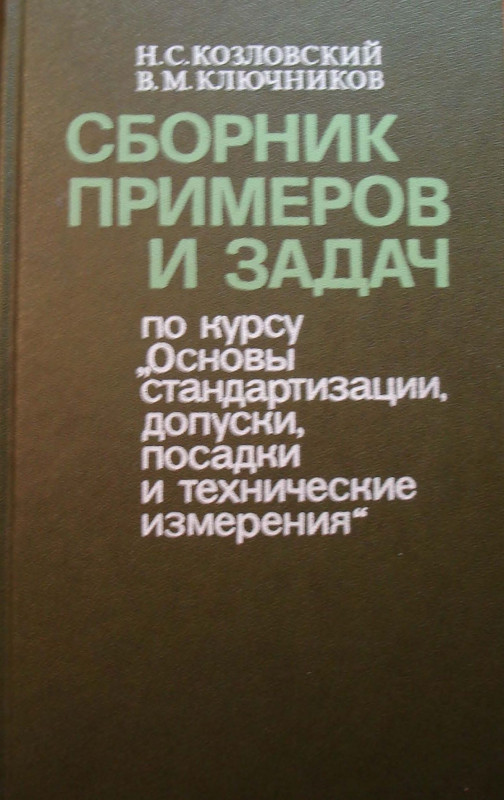 Н.С.КОЗЛОВСКИЙ
В.М.КЛЮЧНИКОВ
СБОРНИК
ПРИМЕРОВ
И ЗАДАЧ
по курсу
„Основы
стандартизации,
допуски,
посадки
и технические
измерения“